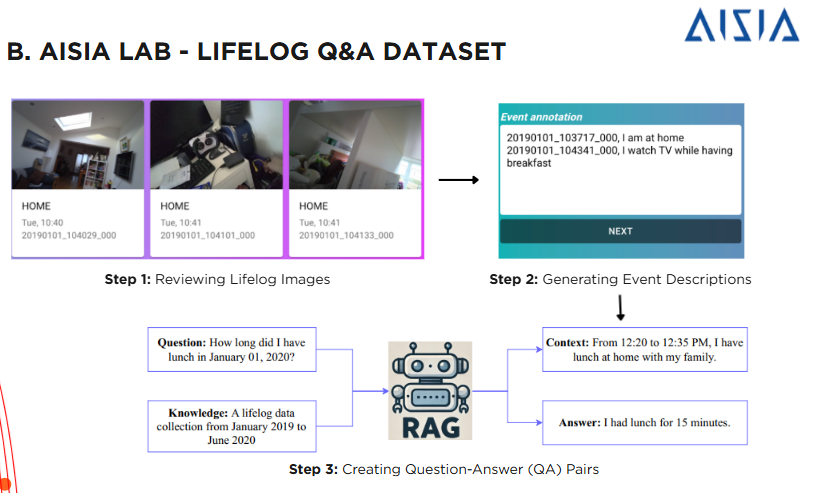 AISIA
B. AISIA LAB - LIFELOG Q&A DATASET
HOME
Tue, 10:40
20190101_104029_000
HOME
Tue, 10:41
20190101_104101_000
HOME
Tue, 10:41
20190101_104133_000
Event annotation
20190101_103717_000, I am at home
20190101_104341_000, I watch TV while having
breakfast
NEXT
Step 1: Reviewing Lifelog Images
Step 2: Generating Event Descriptions
Question: How long did I have
lunch in January 01, 2020?
Knowledge: A lifelog data
collection from January 2019 to
June 2020
RAG
Context: From 12:20 to 12:35 PM, I have
lunch at home with my family.
Answer: I had lunch for 15 minutes.
Step 3: Creating Question-Answer (QA) Pairs